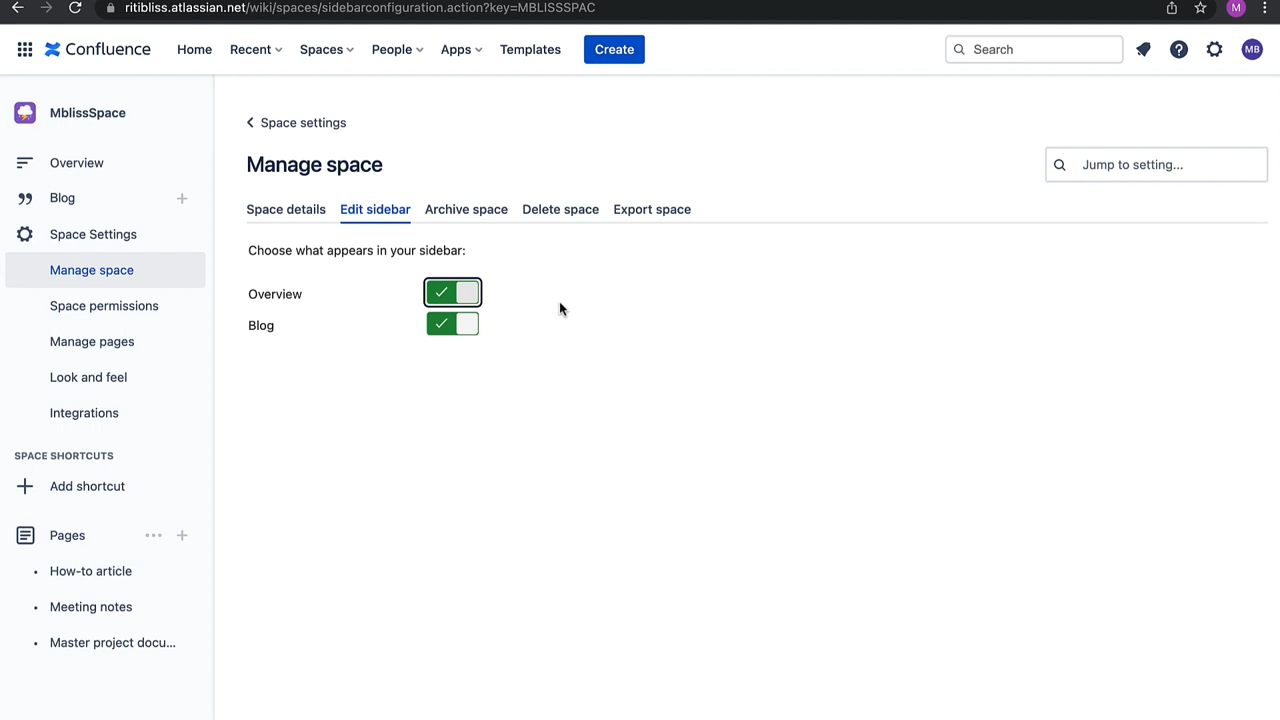 ritibliss.atlassian.net/wiki/spaces/sidebarconfiguration.action?key=MBLISSSPAC
M
Confluence Home Recent Spaces People Apps Templates Create Search MB
MblissSpace
Overview
Blog
Space Settings
Manage space
Space permissions
Manage pages
Look and feel
Integrations
SPACE SHORTCUTS
Add shortcut
Pages
How-to article
Meeting notes
Master project docu...
Space settings
Manage space
Jump to setting...
Space details Edit sidebar Archive space Delete space Export space
Choose what appears in your sidebar:
Overview
Blog